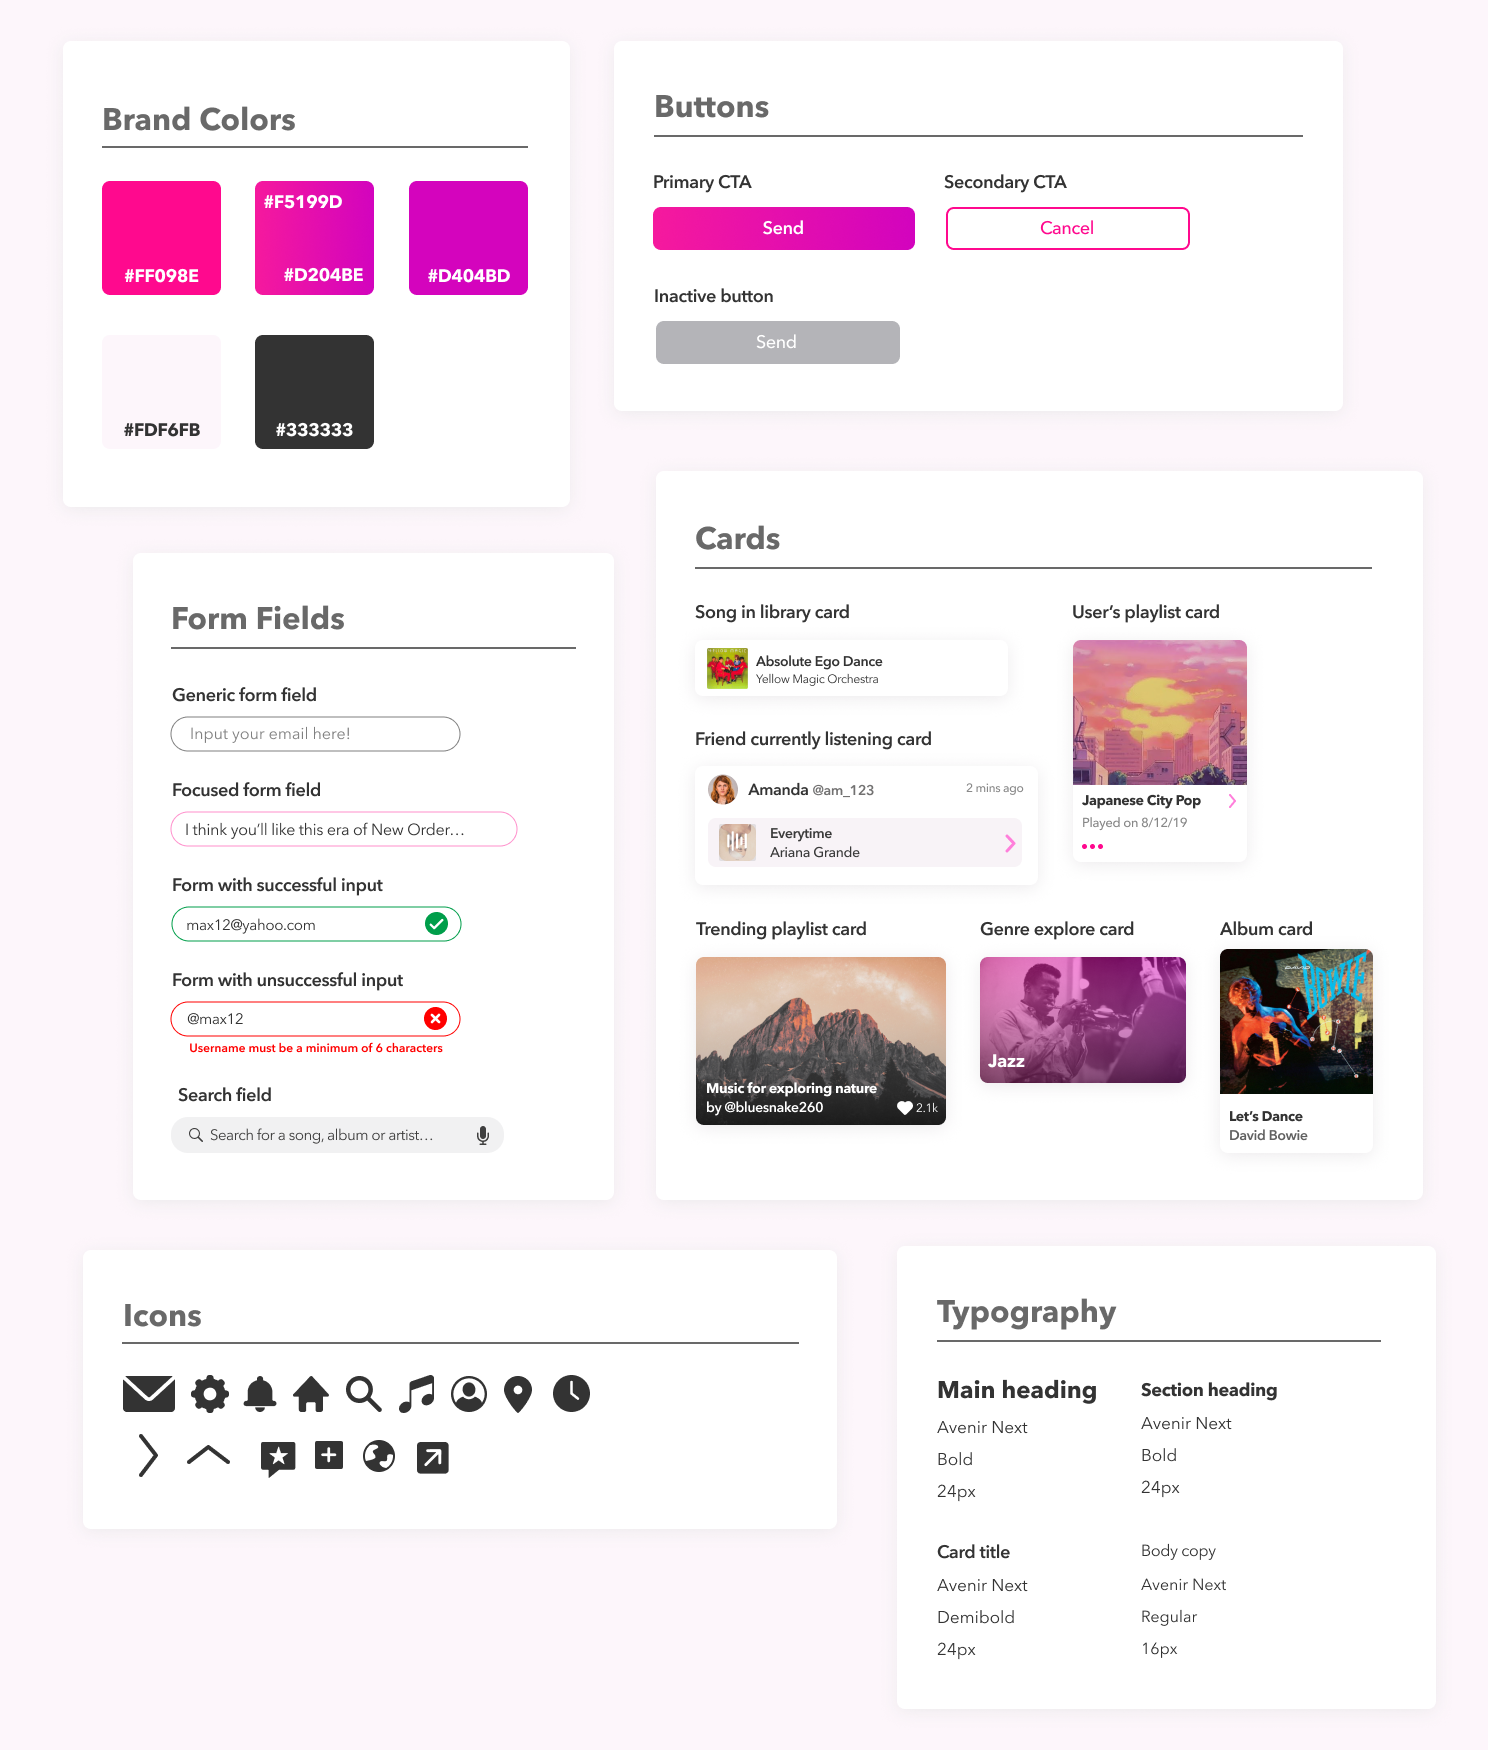 Brand Colors
#FF098E
#F5199D
#D204BE
#D404BD
#FDF6FB
#333333
Buttons
Primary CTA
Send
Secondary CTA
Cancel
Inactive button
Send
Form Fields
Generic form field
Input your email here!
Focused form field
I think you'll like this era of New Order...
Form with successful input
max12@yahoo.com
Form with unsuccessful input
@max12
Username must be a minimum of 6 characters
Search field
Search for a song, album or artist...
Cards
Song in library card
Absolute Ego Dance
Yellow Magic Orchestra
User's playlist card
Japanese City Pop
Played on 8/12/19
Friend currently listening card
Amanda @am_123
2 mins ago
Everytime
Ariana Grande
Trending playlist card
Music for exploring nature
by @bluesnake260
2.1k
Genre explore card
Jazz
Album card
DAVID
BOWIE
Let's Dance
David Bowie
Icons
Typography
Main heading
Avenir Next
Bold
24px
Section heading
Avenir Next
Bold
24px
Card title
Avenir Next
Demibold
24px
Body copy
Avenir Next
Regular
16px